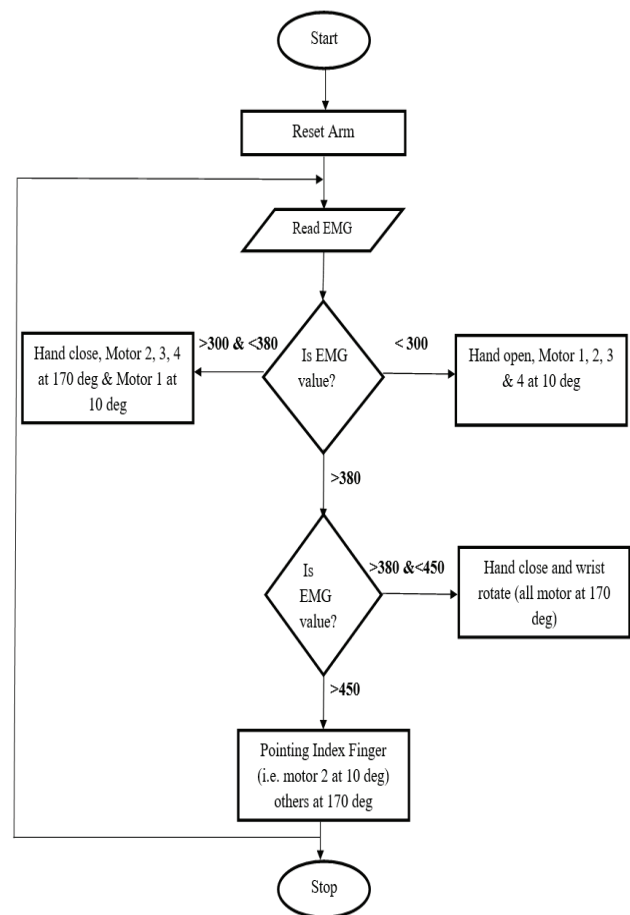 Start
Reset Arm
Read EMG
>300 & <380
< 300
Is EMG
value?
Hand close, Motor 2, 3, 4
at 170 deg & Motor 1 at
10 deg
Hand open, Motor 1, 2, 3
& 4 at 10 deg
>380
Is
EMG
value?
>380 &<450
Hand close and wrist
rotate (all motor at 170
deg)
>450
Pointing Index Finger
(i.e. motor 2 at 10 deg)
others at 170 deg
Stop